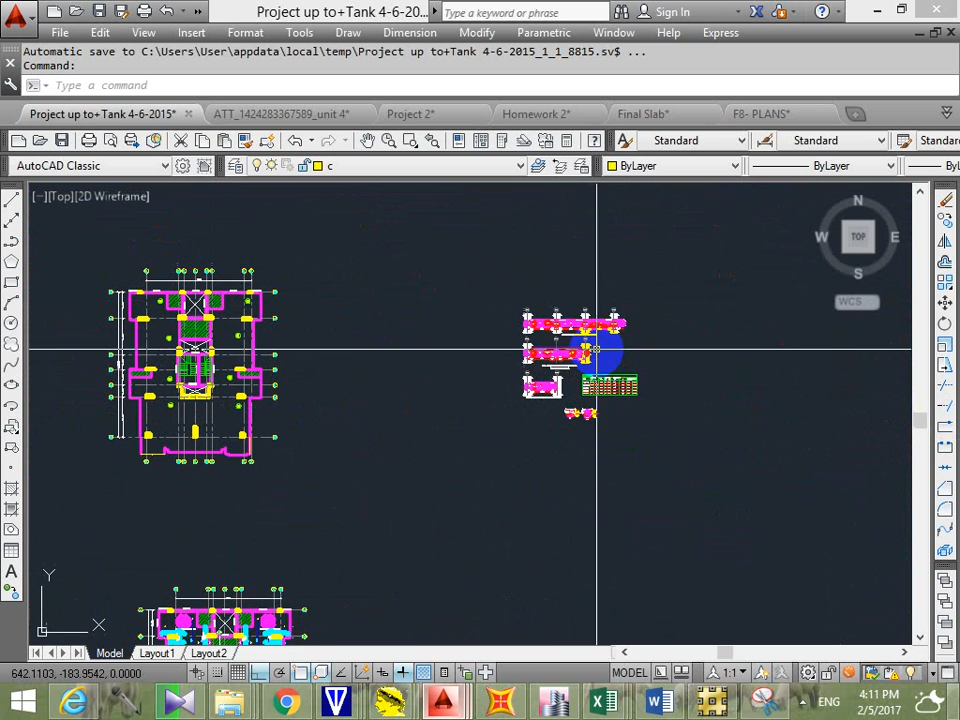 Project up to+Tank 4-6-20...
Type a keyword or phrase
Sign In
File Edit View Insert Format Tools Draw Dimension Modify Parametric Window Help Express
Automatic save to C:\Users\User\appdata\local\temp\Project up to+Tank 4-6-2015_1_1_8815.sv$ ...
Command:
Type a command
Project up to+Tank 4-6-2015* ATT_1424283367589_unit 4* Project 2* Homework 2* Final Slab* F8- PLANS*
Standard Standard Standard
AutoCAD Classic c ByLayer ByLayer ByLa
[−][Top][2D Wireframe]
N
W TOP E
S
WCS
Y
X
Model Layout1 Layout2
642.1103, -183.9542, 0.0000 MODEL 1:1
ENG
4:11 PM
2/5/2017